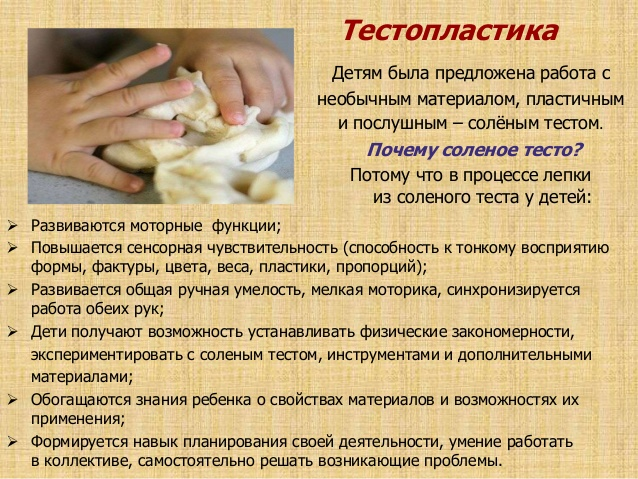 Тестопластика
Детям была предложена работа с
необычным материалом, пластичным
и послушным – солёным тестом.
Почему соленое тесто?
Потому что в процессе лепки
из соленого теста у детей:
➢ Развиваются моторные функции;
➢ Повышается сенсорная чувствительность (способность к тонкому восприятию
формы, фактуры, цвета, веса, пластики, пропорций);
➢ Развивается общая ручная умелость, мелкая моторика, синхронизируется
работа обеих рук;
➢ Дети получают возможность устанавливать физические закономерности,
экспериментировать с соленым тестом, инструментами и дополнительными
материалами;
➢ Обогащаются знания ребенка о свойствах материалов и возможностях их
применения;
➢ Формируется навык планирования своей деятельности, умение работать
в коллективе, самостоятельно решать возникающие проблемы.